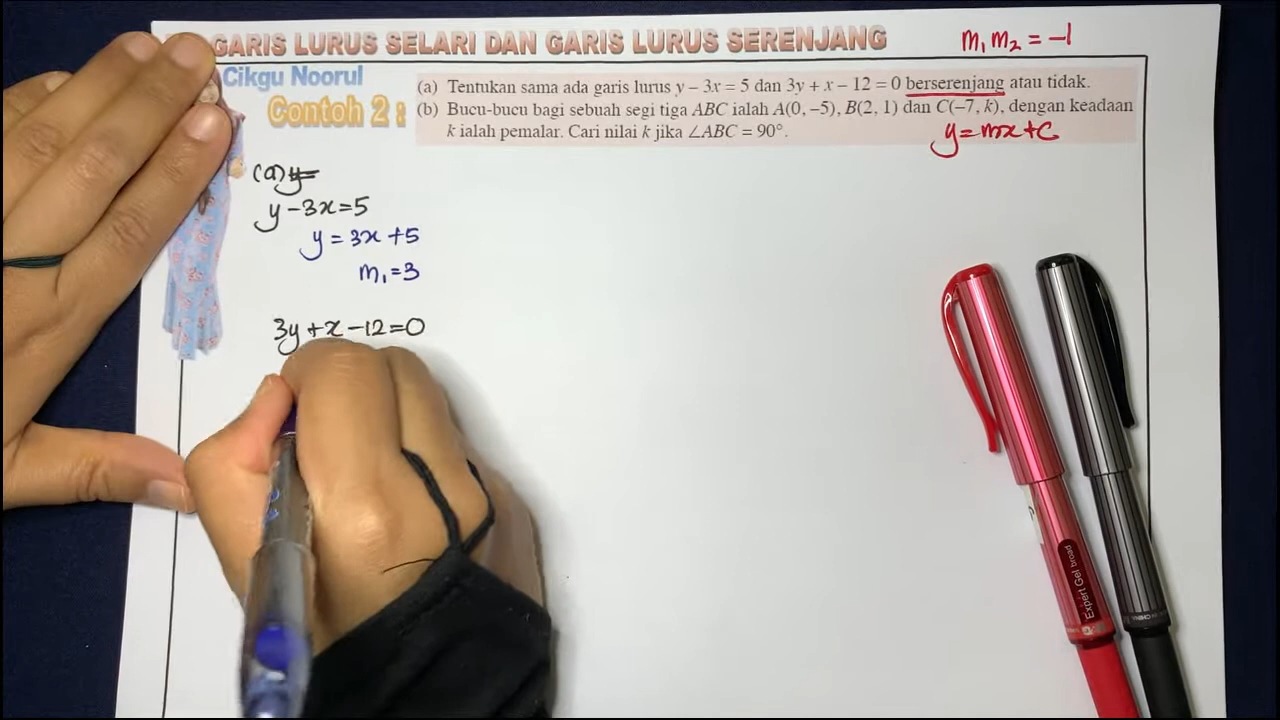 GARIS LURUS SELARI DAN GARIS LURUS SERENJANG
m₁ m₂ = -1
Cikgu Noorul
Contoh 2 :
(a) Tentukan sama ada garis lurus y – 3x = 5 dan 3y + x – 12 = 0 berserenjang atau tidak.
(b) Bucu-bucu bagi sebuah segi tiga ABC ialah A(0, –5), B(2, 1) dan C(–7, k), dengan keadaan
k ialah pemalar. Cari nilai k jika ∠ABC = 90°.
y = mx + c
(a) y=
y - 3x = 5
y = 3x + 5
m₁ = 3
3y + x - 12 = 0
Expert Gel broad